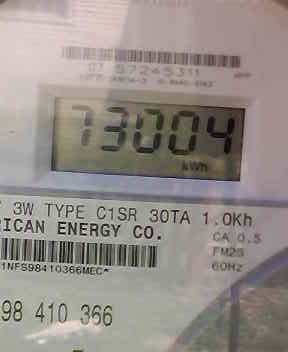 57245311
73004
kWh
3W TYPE C1SR 30TA 1.0Kh
RICAN ENERGY CO.
CA 0.5
FM2S
60Hz
1NFS98410366MEC*
98 410 366